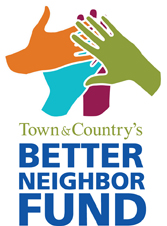 Town & Country's
BETTER
NEIGHBOR
FUND